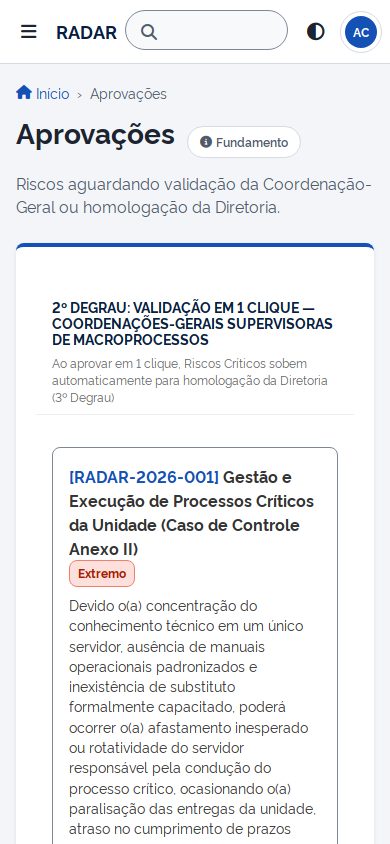 RADAR
AC
Início › Aprovações
Aprovações
Fundamento
Riscos aguardando validação da Coordenação-
Geral ou homologação da Diretoria.
2º DEGRAU: VALIDAÇÃO EM 1 CLIQUE —
COORDENAÇÕES-GERAIS SUPERVISORAS
DE MACROPROCESSOS
Ao aprovar em 1 clique, Riscos Críticos sobem
automaticamente para homologação da Diretoria
(3º Degrau)
[RADAR-2026-001] Gestão e
Execução de Processos Críticos
da Unidade (Caso de Controle
Anexo II)
Extremo
Devido o(a) concentração do
conhecimento técnico em um único
servidor, ausência de manuais
operacionais padronizados e
inexistência de substituto
formalmente capacitado, poderá
ocorrer o(a) afastamento inesperado
ou rotatividade do servidor
responsável pela condução do
processo crítico, ocasionando o(a)
paralisação das entregas da unidade,
atraso no cumprimento de prazos